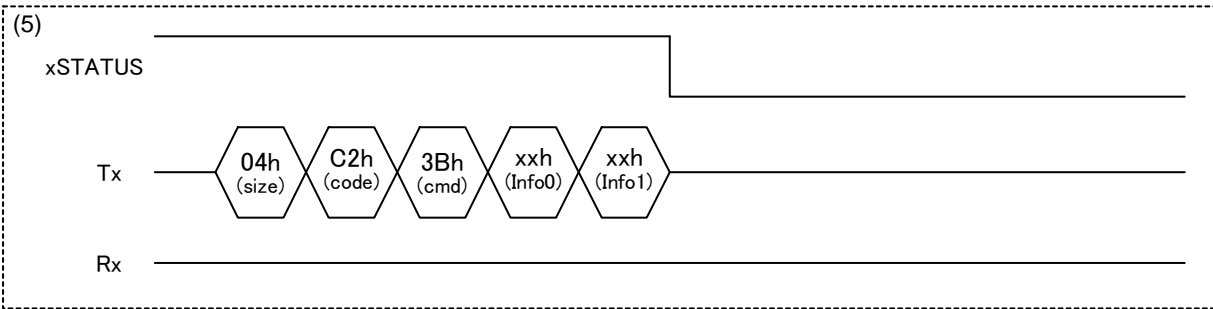 (5)
xSTATUS
Tx
04h
(size)
C2h
(code)
3Bh
(cmd)
xxh
(Info0)
xxh
(Info1)
Rx